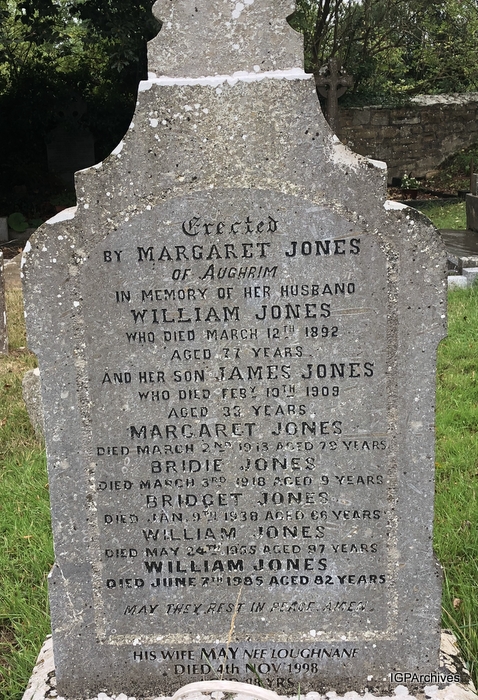 Erected
BY MARGARET JONES
OF AUGHRIM
IN MEMORY OF HER HUSBAND
WILLIAM JONES
WHO DIED MARCH 12TH 1892
AGED 77 YEARS.
AND HER SON JAMES JONES
WHO DIED FEBY 10TH 1909
AGED 33 YEARS.
MARGARET JONES
DIED MARCH 2ND 1913 AGED 79 YEARS
BRIDIE JONES
DIED MARCH 3RD 1918 AGED 9 YEARS
BRIDGET JONES
DIED JAN. 9TH 1938 AGED 66 YEARS
WILLIAM JONES
DIED MAY 24TH AGED 97 YEARS
WILLIAM JONES
DIED JUNE 7TH 1985 AGED 82 YEARS
MAY THEY REST IN PEACE. AMEN.
HIS WIFE MAY NEE LOUGHNANE
DIED 4th NOV 1998
98 YRS
IGPArchives